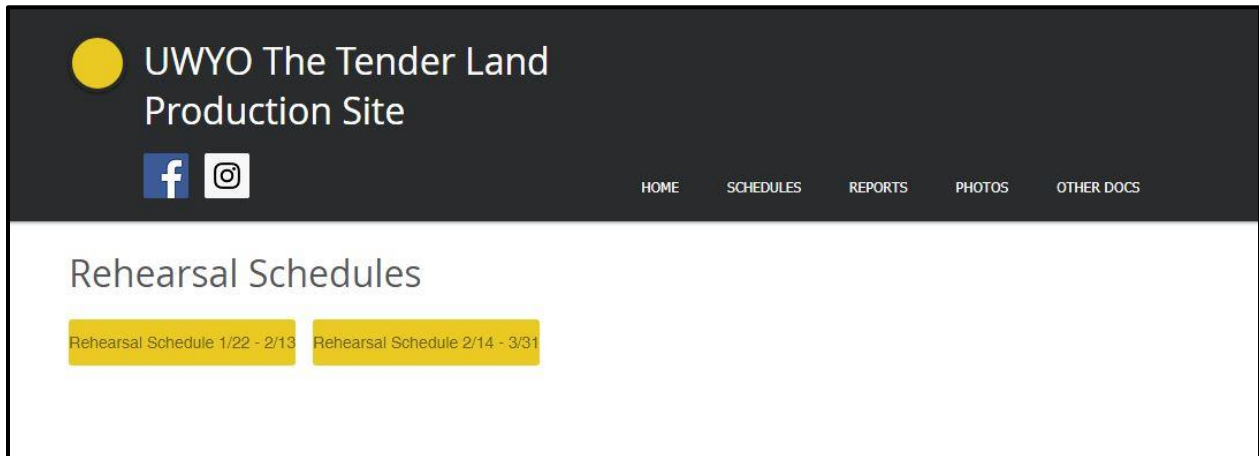 UWYO The Tender Land
Production Site
HOME SCHEDULES REPORTS PHOTOS OTHER DOCS
Rehearsal Schedules
Rehearsal Schedule 1/22 - 2/13 Rehearsal Schedule 2/14 - 3/31